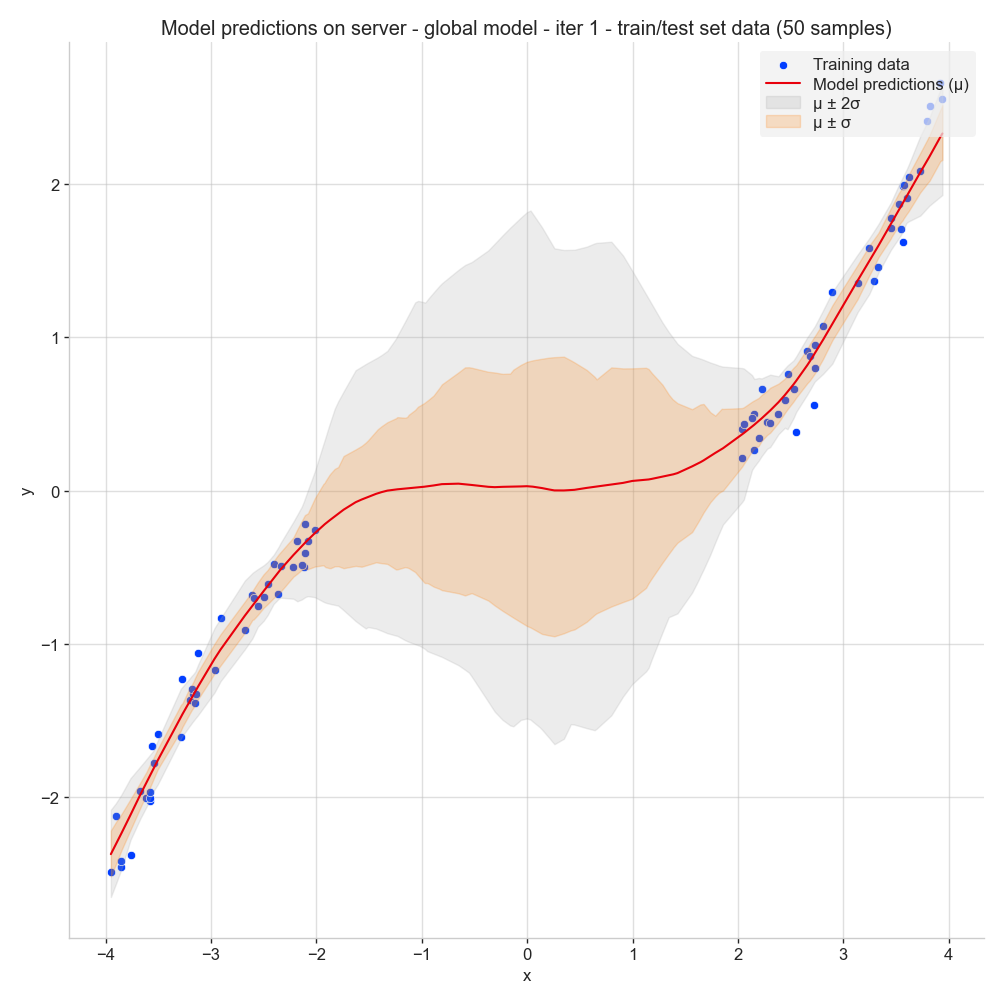 Model predictions on server - global model - iter 1 - train/test set data (50 samples)
Training data
Model predictions (μ)
μ ± 2σ
μ ± σ
y
2
1
0
−1
−2
−4
−3
−2
−1
0
1
2
3
4
x